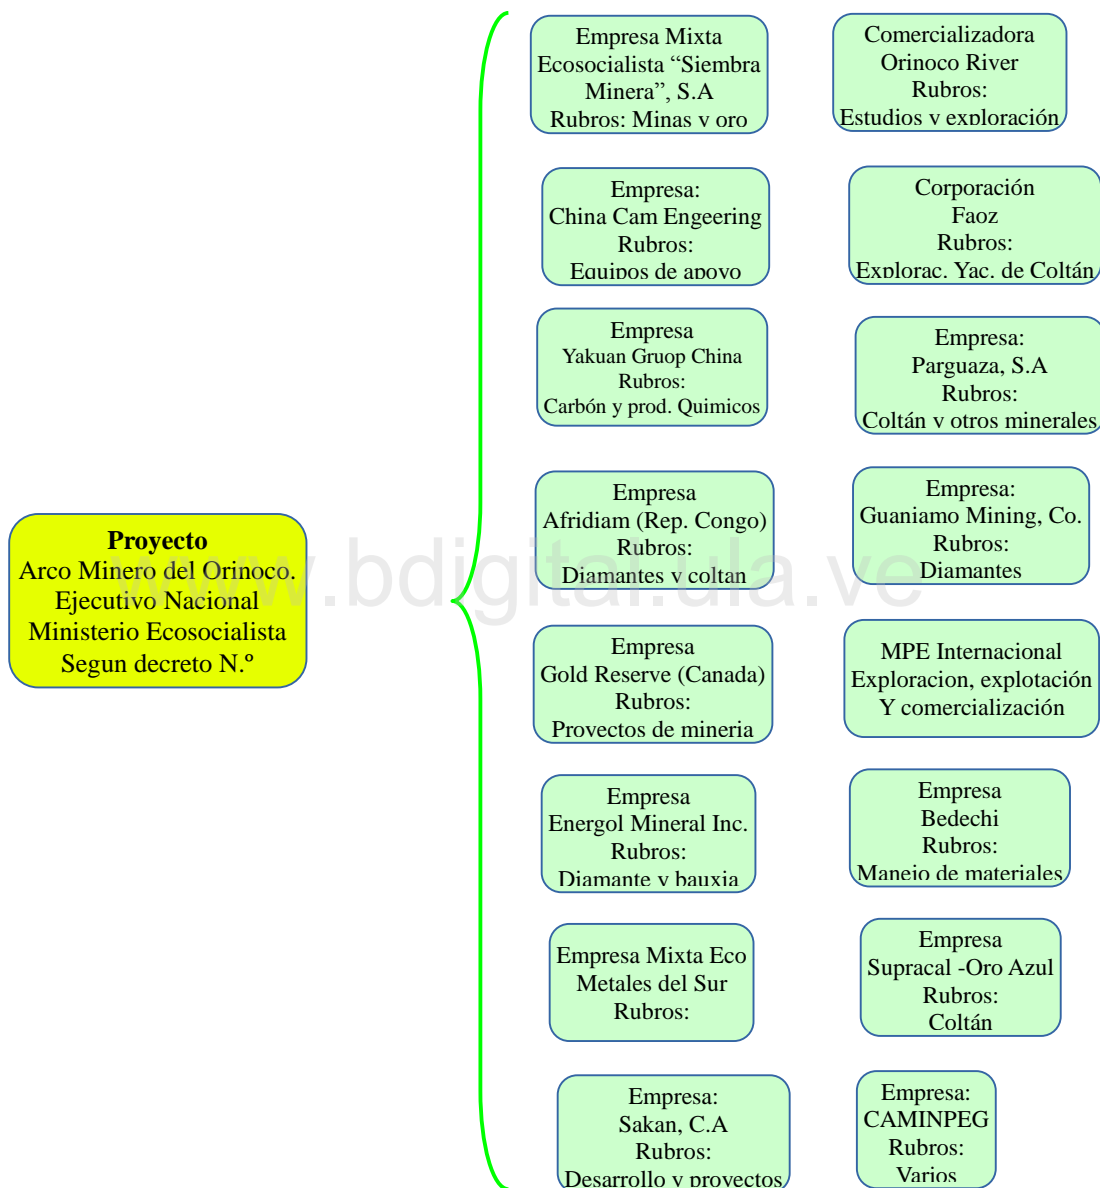 Proyecto
Arco Minero del Orinoco.
Ejecutivo Nacional
Ministerio Ecosocialista
Segun decreto N.º
Empresa Mixta
Ecosocialista “Siembra
Minera”, S.A
Rubros: Minas y oro
Comercializadora
Orinoco River
Rubros:
Estudios y exploración
Empresa:
China Cam Engeering
Rubros:
Equipos de apoyo
Corporación
Faoz
Rubros:
Explorac. Yac. de Coltán
Empresa
Yakuan Gruop China
Rubros:
Carbón y prod. Quimicos
Empresa:
Parguaza, S.A
Rubros:
Coltán y otros minerales
Empresa
Afridiam (Rep. Congo)
Rubros:
Diamantes y coltan
Empresa:
Guaniamo Mining, Co.
Rubros:
Diamantes
Empresa
Gold Reserve (Canada)
Rubros:
Proyectos de mineria
MPE Internacional
Exploracion, explotación
Y comercialización
Empresa
Energol Mineral Inc.
Rubros:
Diamante y bauxia
Empresa
Bedechi
Rubros:
Manejo de materiales
Empresa Mixta Eco
Metales del Sur
Rubros:
Empresa
Supracal -Oro Azul
Rubros:
Coltán
Empresa:
Sakan, C.A
Rubros:
Desarrollo y proyectos
Empresa:
CAMINPEG
Rubros:
Varios
www.bdigital.ula.ve